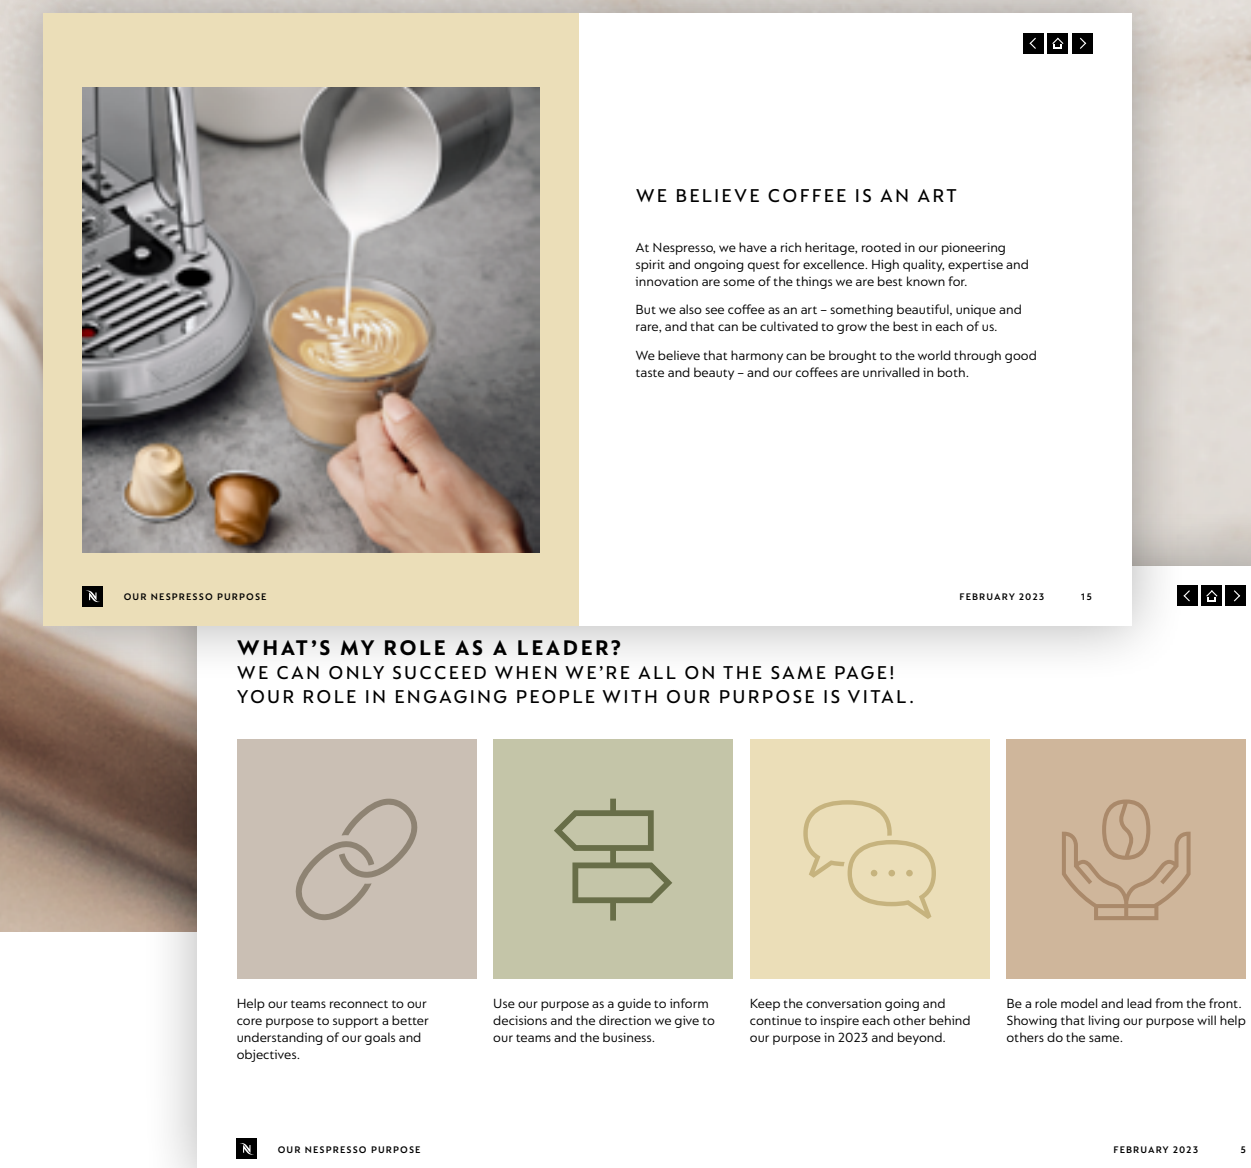 WE BELIEVE COFFEE IS AN ART
At Nespresso, we have a rich heritage, rooted in our pioneering
spirit and ongoing quest for excellence. High quality, expertise and
innovation are some of the things we are best known for.
But we also see coffee as an art – something beautiful, unique and
rare, and that can be cultivated to grow the best in each of us.
We believe that harmony can be brought to the world through good
taste and beauty – and our coffees are unrivalled in both.
N
OUR NESPRESSO PURPOSE
FEBRUARY 2023
15
WHAT’S MY ROLE AS A LEADER?
WE CAN ONLY SUCCEED WHEN WE’RE ALL ON THE SAME PAGE!
YOUR ROLE IN ENGAGING PEOPLE WITH OUR PURPOSE IS VITAL.
Help our teams reconnect to our
core purpose to support a better
understanding of our goals and
objectives.
Use our purpose as a guide to inform
decisions and the direction we give to
our teams and the business.
Keep the conversation going and
continue to inspire each other behind
our purpose in 2023 and beyond.
Be a role model and lead from the front.
Showing that living our purpose will help
others do the same.
N
OUR NESPRESSO PURPOSE
FEBRUARY 2023
5